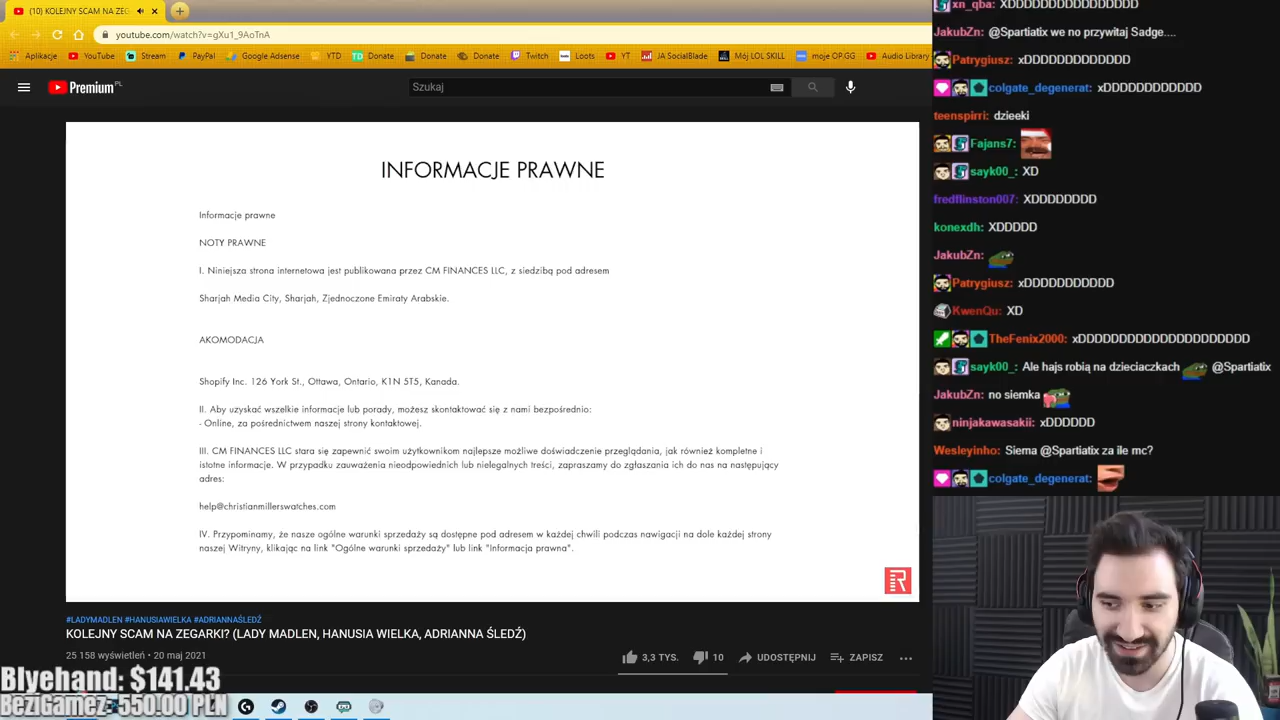 (10) KOLEJNY SCAM NA ZEG
youtube.com/watch?v=gXu1_9AoTnA
Aplikacje YouTube Stream PayPal Google Adsense YTD Donate Donate Donate Twitch Loots YT JA SocialBlade Mój LOL SKILL moje OP.GG Audio Library
Premium PL
Szukaj
INFORMACJE PRAWNE
Informacje prawne
NOTY PRAWNE
I. Niniejsza strona internetowa jest publikowana przez CM FINANCES LLC, z siedzibą pod adresem
Sharjah Media City, Sharjah, Zjednoczone Emiraty Arabskie.
AKOMODACJA
Shopify Inc. 126 York St., Ottawa, Ontario, K1N 5T5, Kanada.
II. Aby uzyskać wszelkie informacje lub porady, możesz skontaktować się z nami bezpośrednio:
- Online, za pośrednictwem naszej strony kontaktowej.
III. CM FINANCES LLC stara się zapewnić swoim użytkownikom najlepsze możliwe doświadczenie przeglądania, jak również kompletne i
istotne informacje. W przypadku zauważenia nieodpowiednich lub nielegalnych treści, zapraszamy do zgłaszania ich do nas na następujący
adres:
help@christianmillerswatches.com
IV. Przypominamy, że nasze ogólne warunki sprzedaży są dostępne pod adresem w każdej chwili podczas nawigacji na dole każdej strony
naszej Witryny, klikając na link "Ogólne warunki sprzedaży" lub link "Informacja prawna".
R
#LADYMADLEN #HANUSIAWIELKA #ADRIANNAŚLEDŹ
KOLEJNY SCAM NA ZEGARKI? (LADY MADLEN, HANUSIA WIELKA, ADRIANNA ŚLEDŹ)
25 158 wyświetleń • 20 maj 2021
3,3 TYS. 10 UDOSTĘPNIJ ZAPISZ
Blyehand: $141.43
BeziGamez-550.00 PLN
xn_qba: XDDDDDDDDDDDDDD
@Spartiatix we no przywitaj Sadge....
Patrygiusz: xDDDDDDDDDDD
colgate_degenerat: xDDDDDDDDDDD
teenspirri: dzieeki
Fajans7:
sayk00_: XD
fredflinston007: XDDDDDDD
konexdh: XDDDDD
JakubZn:
Patrygiusz: xDDDDDDDDDDD
KwenQu: XD
TheFenix2000: xDDDDDDDDDDDDDDDDDDDD
sayk00_: Ale hajs robią na dzieciaczkach @Spartiatix
JakubZn: no siemka
ninjakawasakii: xDDDDDD
Wesleyinho: Siema @Spartiatix za ile mc?
colgate_degenerat: